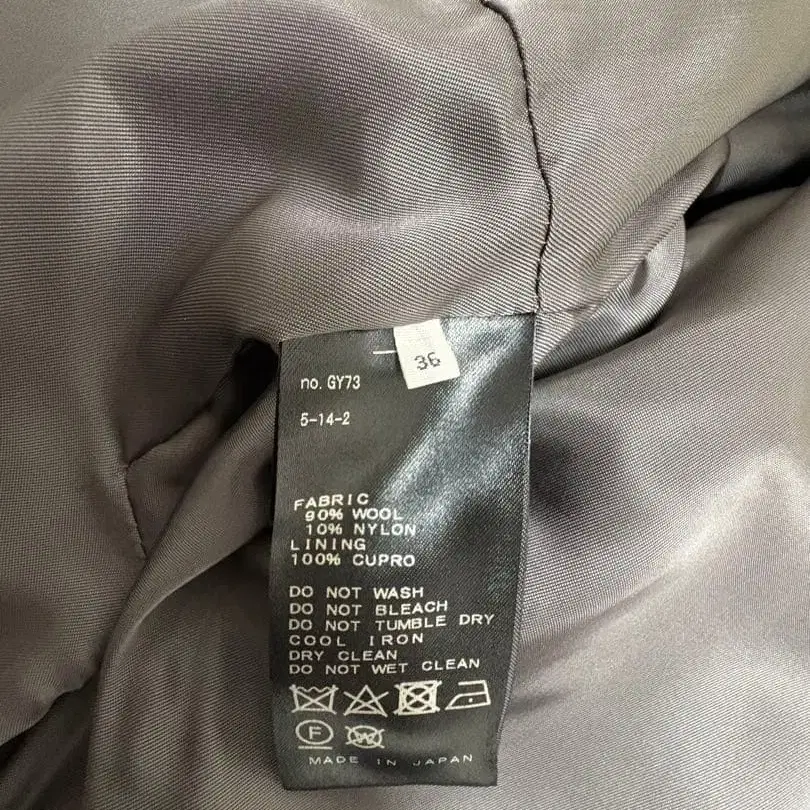 36
no. GY73
5-14-2
FABRIC
90% WOOL
10% NYLON
LINING
100% CUPRO
DO NOT WASH
DO NOT BLEACH
DO NOT TUMBLE DRY
COOL IRON
DRY CLEAN
DO NOT WET CLEAN
F W
MADE IN JAPAN